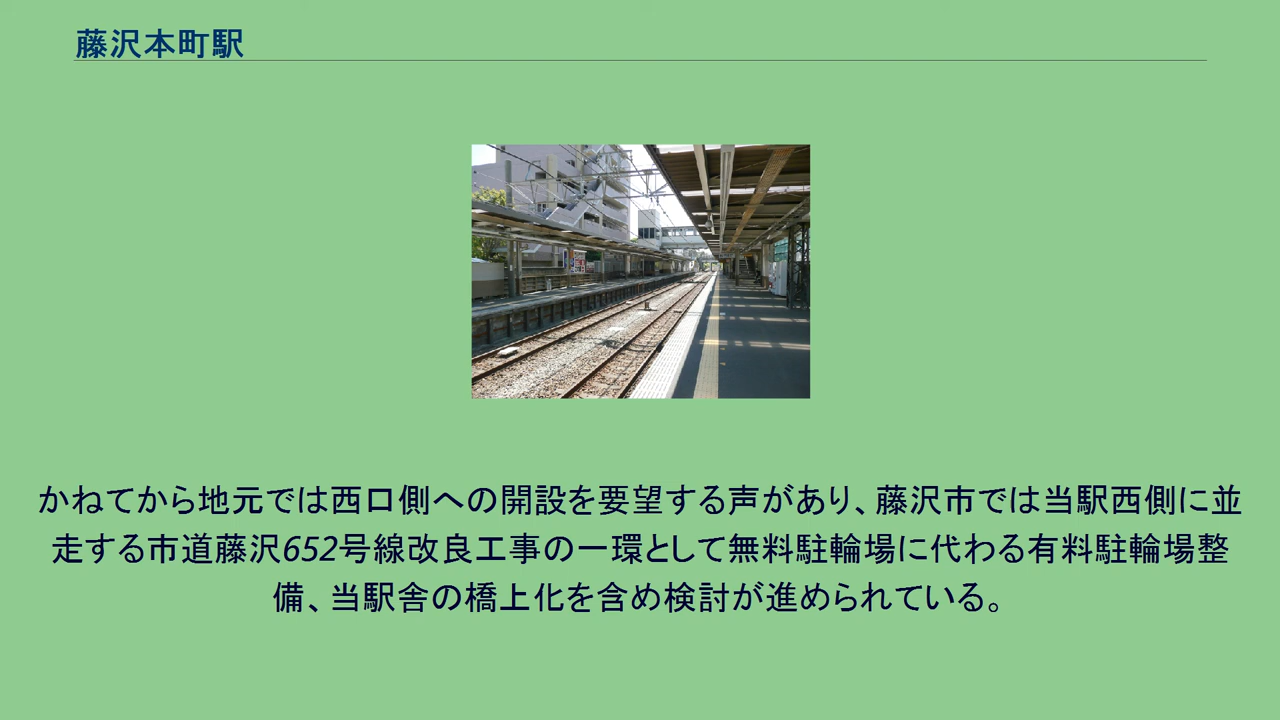 藤沢本町駅
かねてから地元では西口側への開設を要望する声があり、藤沢市では当駅西側に並
走する市道藤沢652号線改良工事の一環として無料駐輪場に代わる有料駐輪場整
備、当駅舎の橋上化を含め検討が進められている。